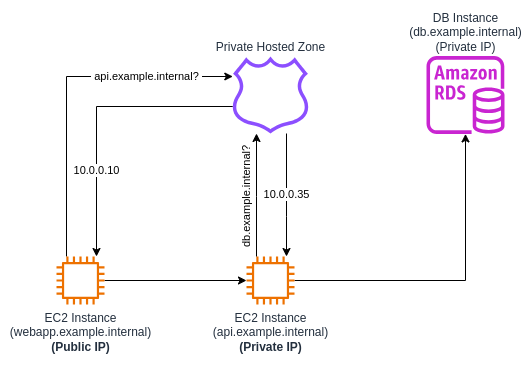 DB Instance
(db.example.internal)
(Private IP)
Amazon
RDS
Private Hosted Zone
api.example.internal?
10.0.0.10
db.example.internal?
10.0.0.35
EC2 Instance
(webapp.example.internal)
(Public IP)
EC2 Instance
(api.example.internal)
(Private IP)